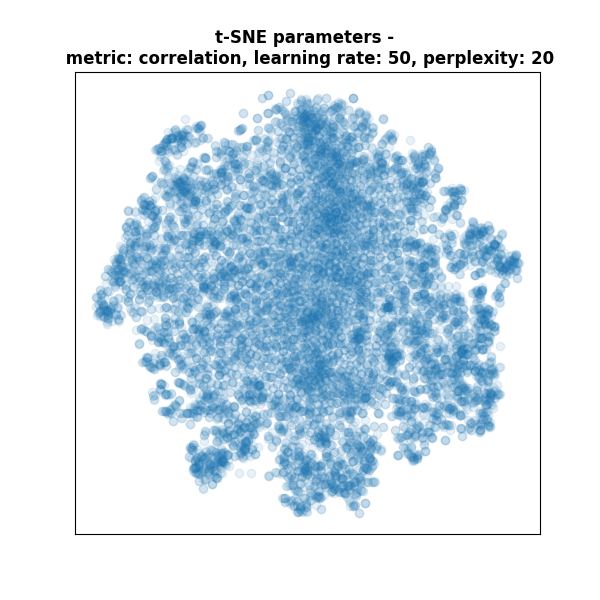 t-SNE parameters -
metric: correlation, learning rate: 50, perplexity: 20